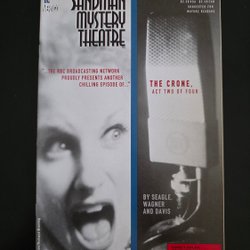 SANDMAN
MYSTERY
THEATRE
"THE RBC BROADCASTING NETWORK
PROUDLY PRESENTS ANOTHER
CHILLING EPISODE OF..."
THE CRONE,
ACT TWO OF FOUR
BY SEAGLE,
WAGNER
AND DAVIS